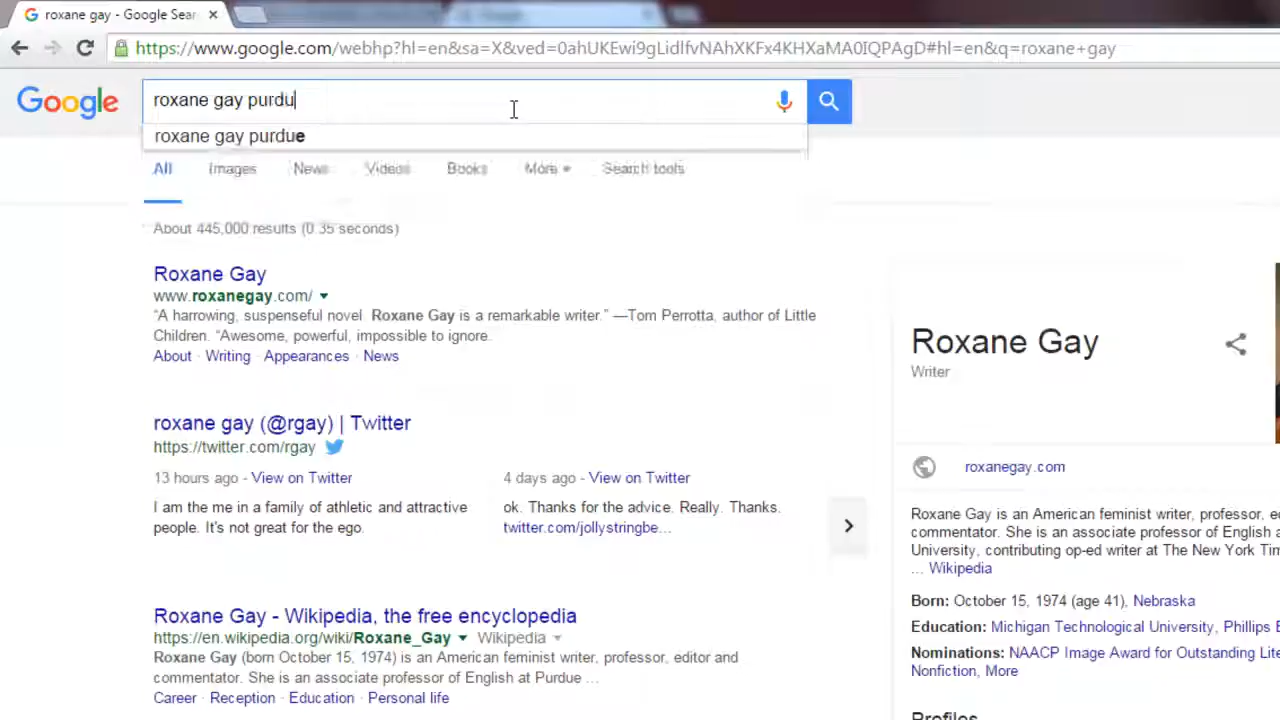 roxane gay - Google Sear
https://www.google.com/webhp?hl=en&sa=X&ved=0ahUKEwi9gLidlfvNAhXKFx4KHXaMA0IQPAgD#hl=en&q=roxane+gay
Google
roxane gay purdu
roxane gay purdue
All Images News Videos Books More Search tools
About 445,000 results (0.35 seconds)
Roxane Gay
www.roxanegay.com/
“A harrowing, suspenseful novel. Roxane Gay is a remarkable writer.” —Tom Perrotta, author of Little
Children. “Awesome, powerful, impossible to ignore.
About · Writing · Appearances · News
roxane gay (@rgay) | Twitter
https://twitter.com/rgay
13 hours ago - View on Twitter
I am the me in a family of athletic and attractive
people. It's not great for the ego.
4 days ago - View on Twitter
ok. Thanks for the advice. Really. Thanks.
twitter.com/jollystringbe...
Roxane Gay - Wikipedia, the free encyclopedia
https://en.wikipedia.org/wiki/Roxane_Gay Wikipedia
Roxane Gay (born October 15, 1974) is an American feminist writer, professor, editor and
commentator. She is an associate professor of English at Purdue ...
Career · Reception · Education · Personal life
Roxane Gay
Writer
roxanegay.com
Roxane Gay is an American feminist writer, professor, e
commentator. She is an associate professor of English a
University, contributing op-ed writer at The New York Tim
... Wikipedia
Born: October 15, 1974 (age 41), Nebraska
Education: Michigan Technological University, Phillips E
Nominations: NAACP Image Award for Outstanding Lite
Nonfiction, More
Profiles